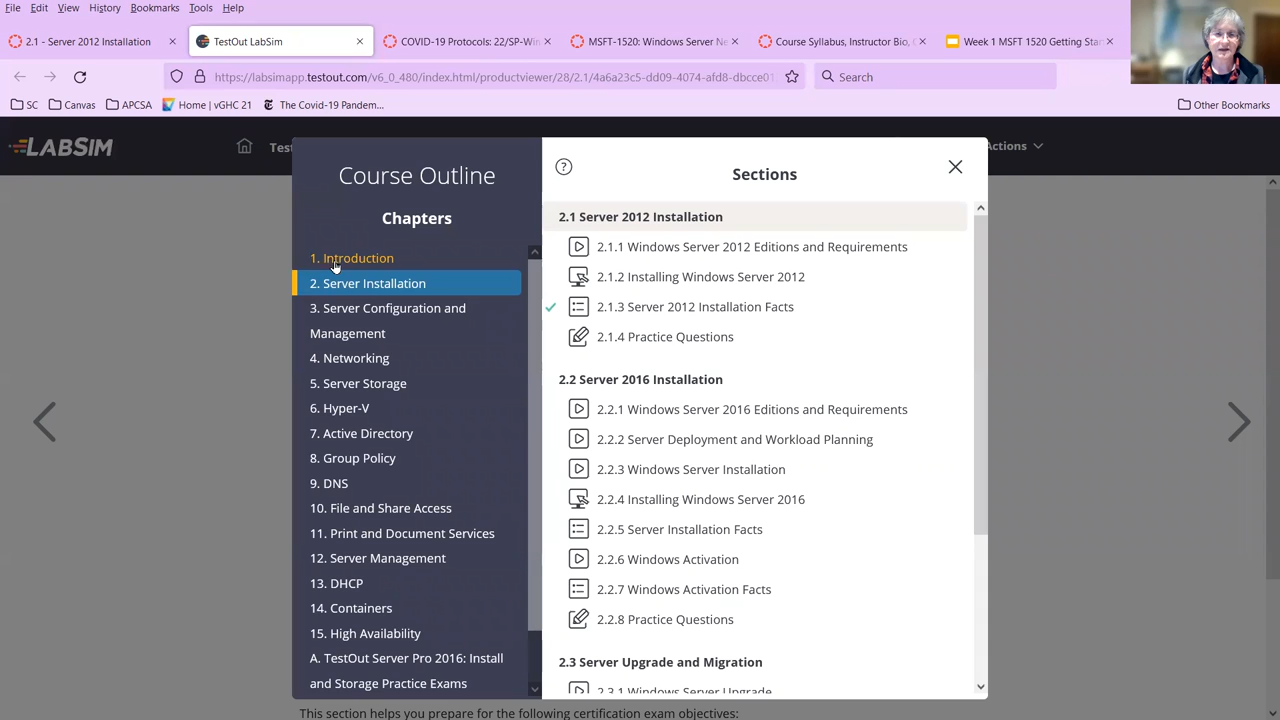 File Edit View History Bookmarks Tools Help
2.1 - Server 2012 Installation
TestOut LabSim
COVID-19 Protocols: 22/SP-Win
MSFT-1520: Windows Server Ne
Course Syllabus, Instructor Bio,
Week 1 MSFT 1520 Getting Star
https://labsimapp.testout.com/v6_0_480/index.html/productviewer/28/2.1/4a6a23c5-dd09-4074-afd8-dbcce01
Search
SC Canvas APCSA Home | vGHC 21 The Covid-19 Pandem... Other Bookmarks
LABSIM
Actions
Course Outline
Chapters
1. Introduction
2. Server Installation
3. Server Configuration and
Management
4. Networking
5. Server Storage
6. Hyper-V
7. Active Directory
8. Group Policy
9. DNS
10. File and Share Access
11. Print and Document Services
12. Server Management
13. DHCP
14. Containers
15. High Availability
A. TestOut Server Pro 2016: Install
and Storage Practice Exams
? Sections
2.1 Server 2012 Installation
2.1.1 Windows Server 2012 Editions and Requirements
2.1.2 Installing Windows Server 2012
2.1.3 Server 2012 Installation Facts
2.1.4 Practice Questions
2.2 Server 2016 Installation
2.2.1 Windows Server 2016 Editions and Requirements
2.2.2 Server Deployment and Workload Planning
2.2.3 Windows Server Installation
2.2.4 Installing Windows Server 2016
2.2.5 Server Installation Facts
2.2.6 Windows Activation
2.2.7 Windows Activation Facts
2.2.8 Practice Questions
2.3 Server Upgrade and Migration
2.3.1 Windows Server Upgrade
This section helps you prepare for the following certification exam objectives: